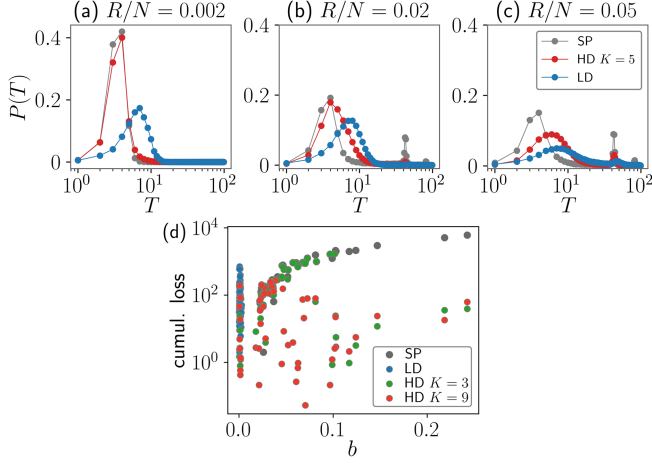 (a) R/N = 0.002
(b) R/N = 0.02
(c) R/N = 0.05
P(T)
0.4
0.2
0
10^0
10^1
10^2
T
0.4
0.2
0
10^0
10^1
10^2
T
SP
HD K = 5
LD
0.4
0.2
0
10^0
10^1
10^2
T
(d)
cumul. loss
10^4
10^2
10^0
0.0
0.1
0.2
b
SP
LD
HD K = 3
HD K = 9